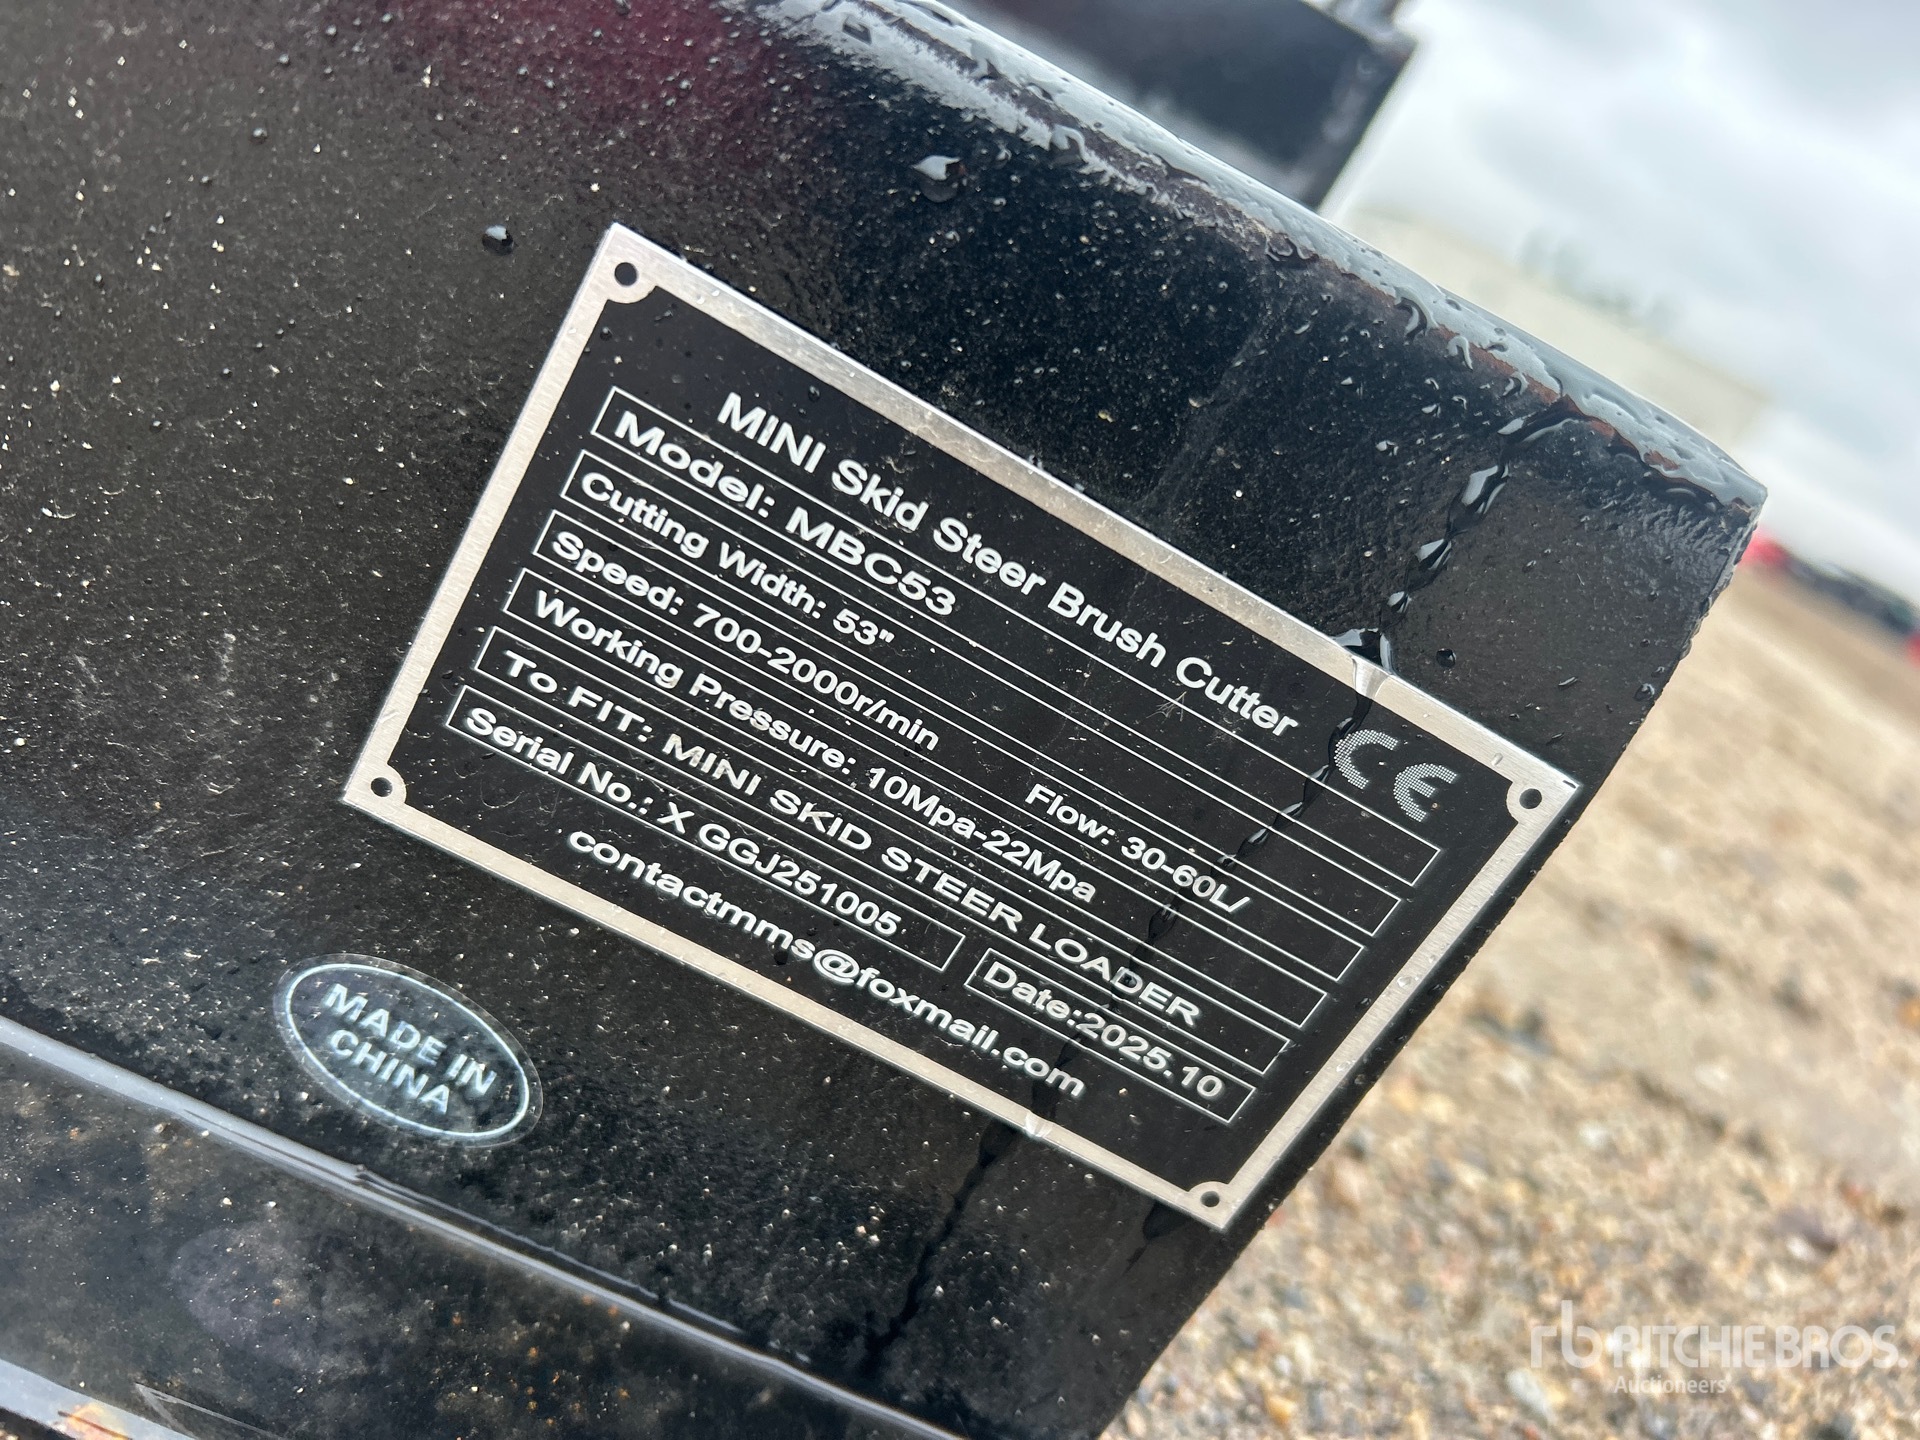 MINI Skid Steer Brush Cutter
Model: MBC53
CE
Cutting Width: 53"
Speed: 700-2000r/min Flow: 30-60L/
Working Pressure: 10Mpa-22Mpa
To FIT: MINI SKID STEER LOADER
Serial No.: X GGJ251005 Date:2025.10
contactmms@foxmail.com
MADE IN
CHINA
rb RITCHIE BROS.
Auctioneers